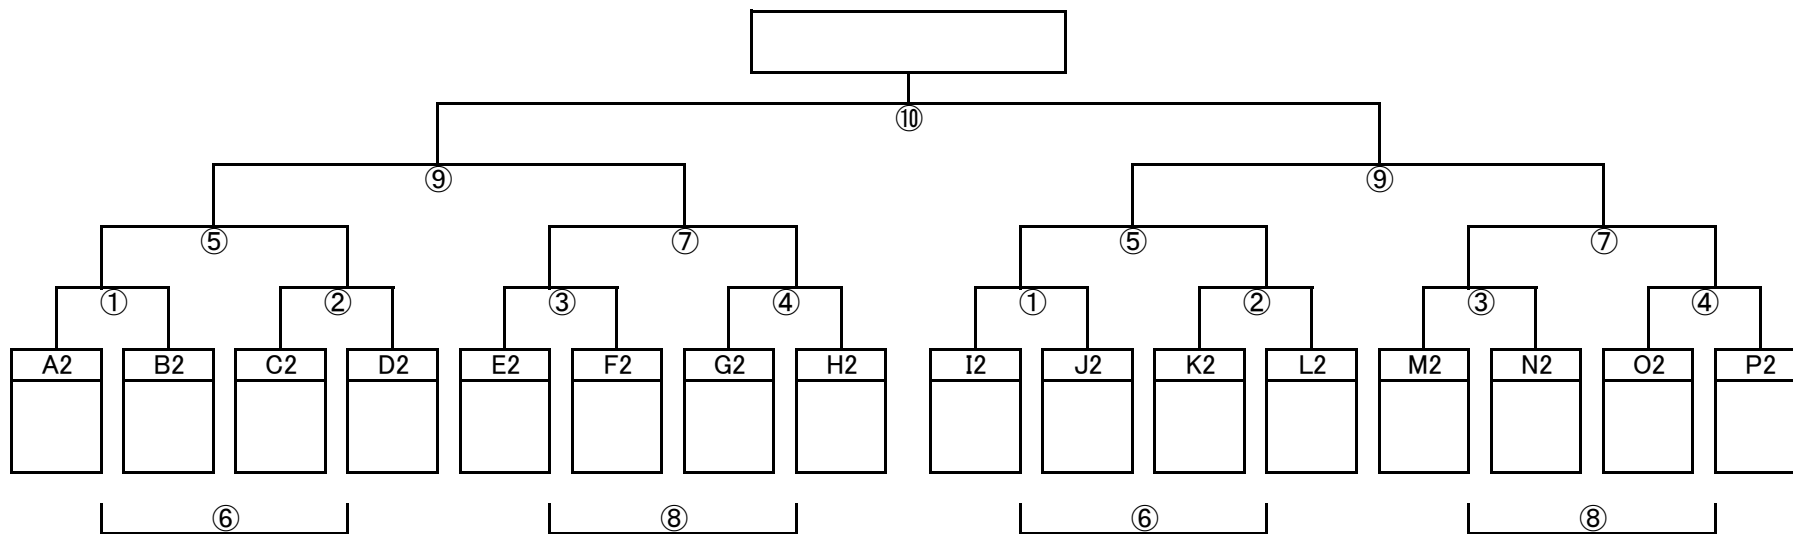 ⑩
⑨ ⑨
⑤ ⑦ ⑤ ⑦
① ② ③ ④ ① ② ③ ④
A2 B2 C2 D2 E2 F2 G2 H2 I2 J2 K2 L2 M2 N2 O2 P2
⑥ ⑧ ⑥ ⑧